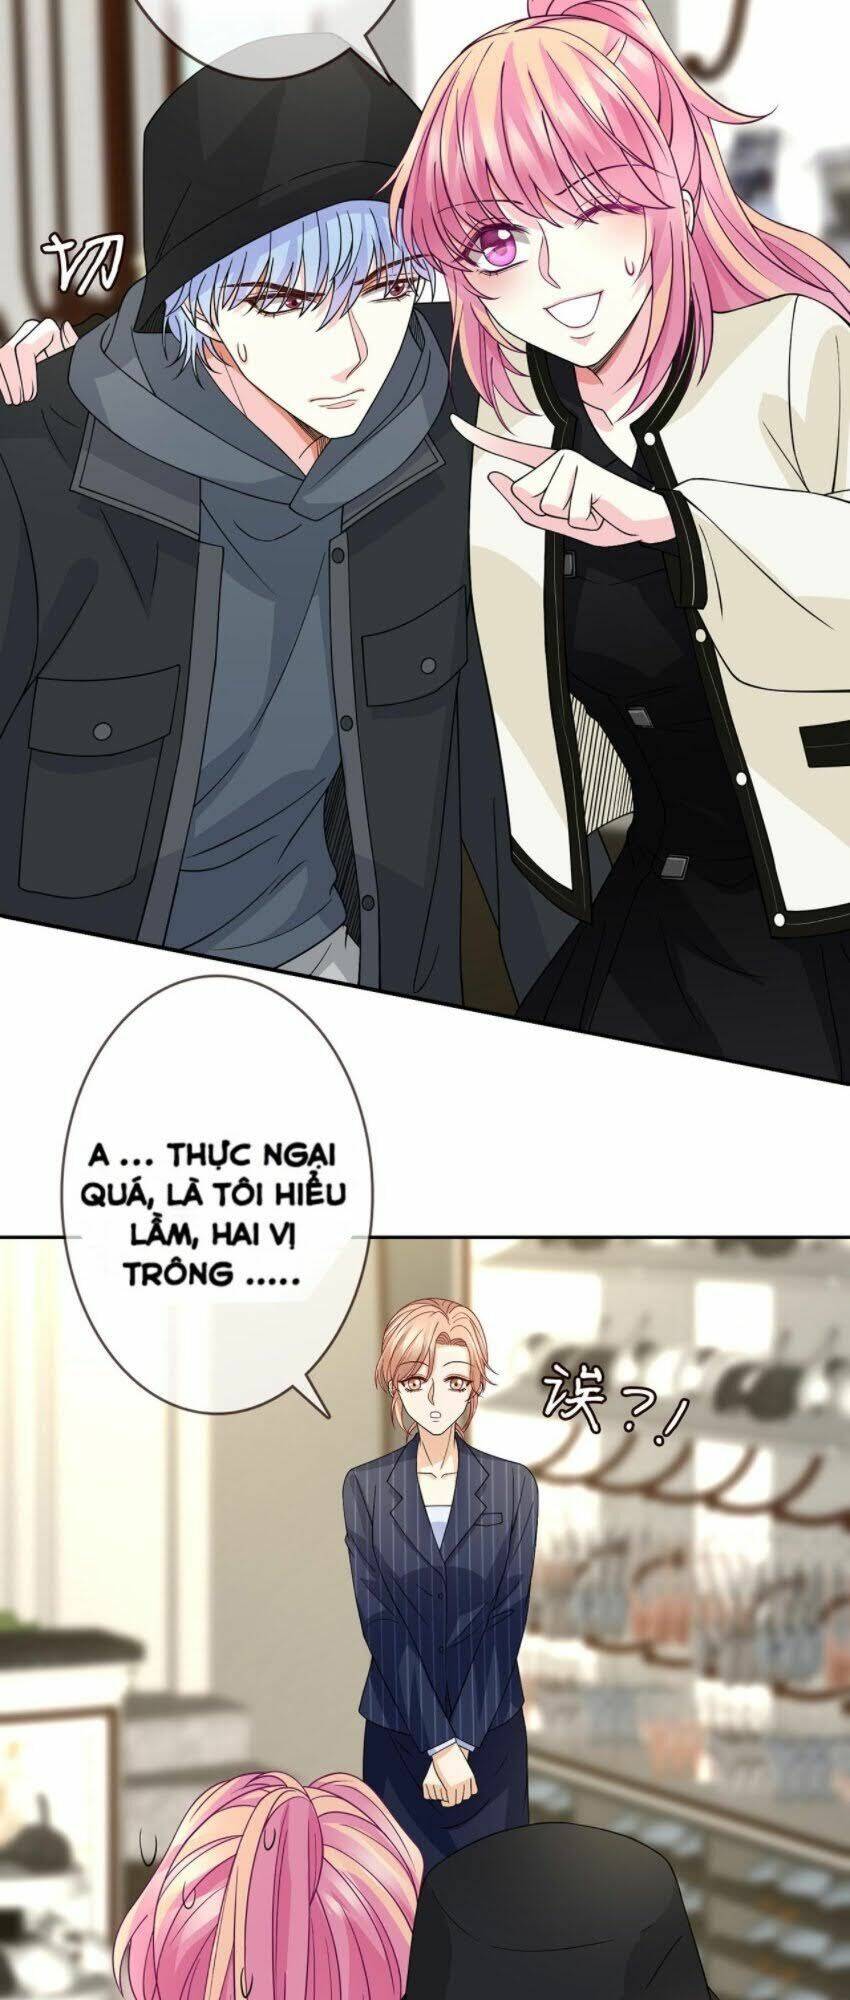 切
A ... THỰC NGẠI
QUÁ, LÀ TÔI HIỂU
LẦM, HAI VỊ
TRÔNG .....
诶？！